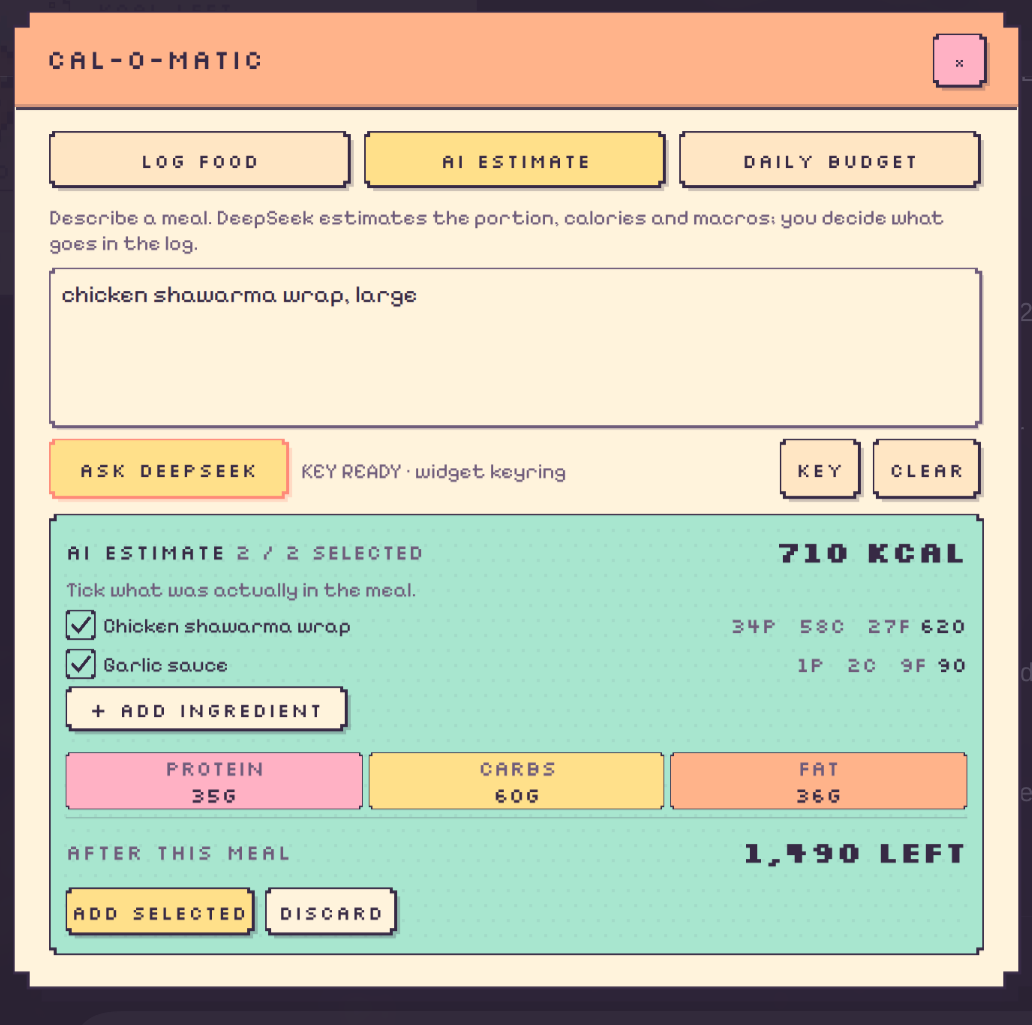 CAL-O-MATIC
x
LOG FOOD
AI ESTIMATE
DAILY BUDGET
Describe a meal. DeepSeek estimates the portion, calories and macros; you decide what
goes in the log.
chicken shawarma wrap, large
ASK DEEPSEEK
KEY READY · widget keyring
KEY
CLEAR
AI ESTIMATE 2 / 2 SELECTED
710 KCAL
Tick what was actually in the meal.
Chicken shawarma wrap
34P 58C 27F 620
Garlic sauce
1P 2C 9F 90
+ ADD INGREDIENT
PROTEIN
35G
CARBS
60G
FAT
36G
AFTER THIS MEAL
1,490 LEFT
ADD SELECTED
DISCARD